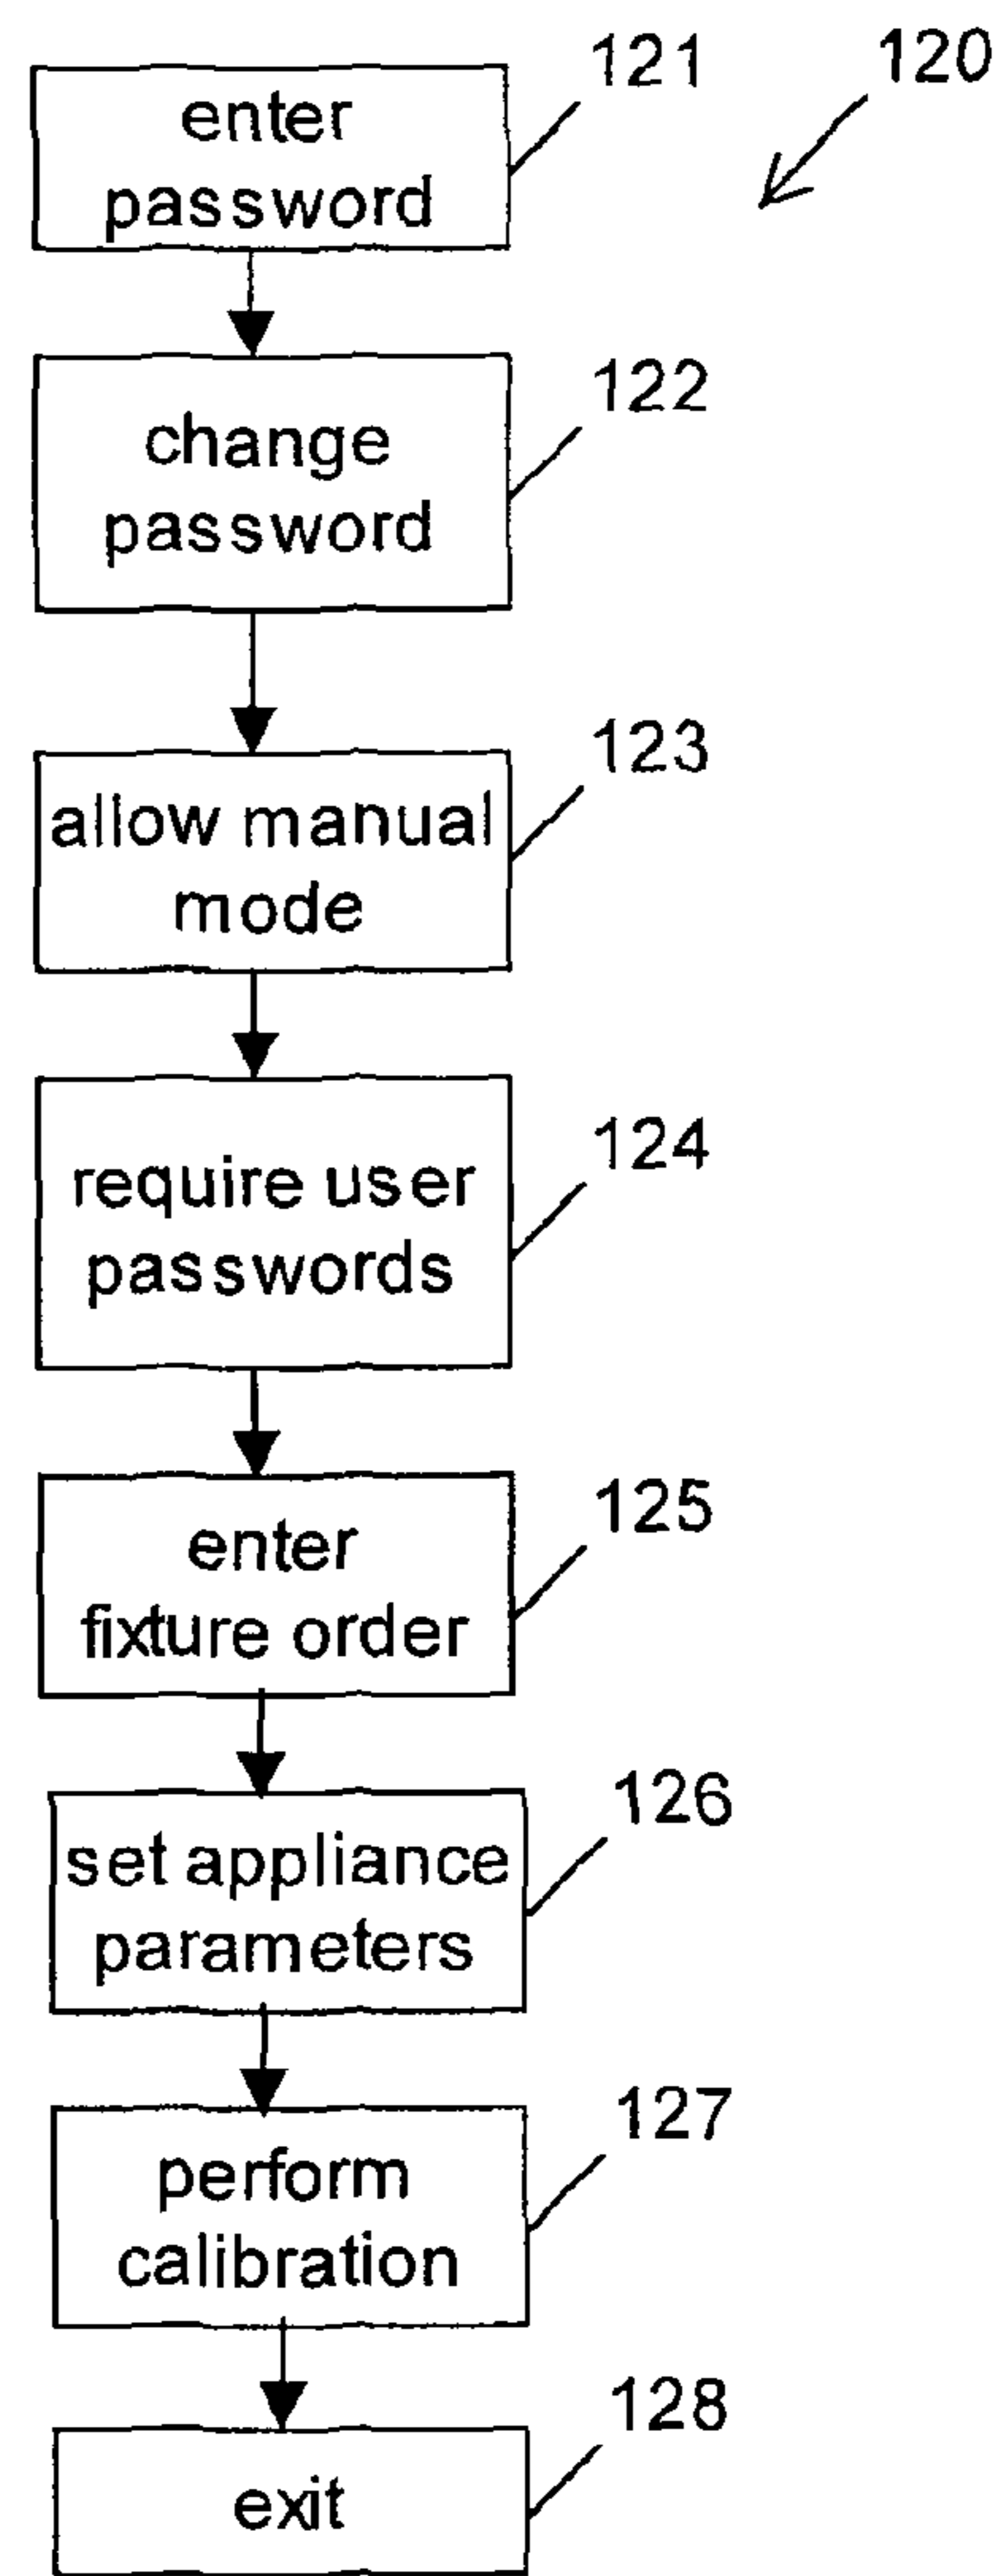 120
121
enter
password
122
change
password
123
allow manual
mode
124
require user
passwords
125
enter
fixture order
126
set appliance
parameters
127
perform
calibration
128
exit